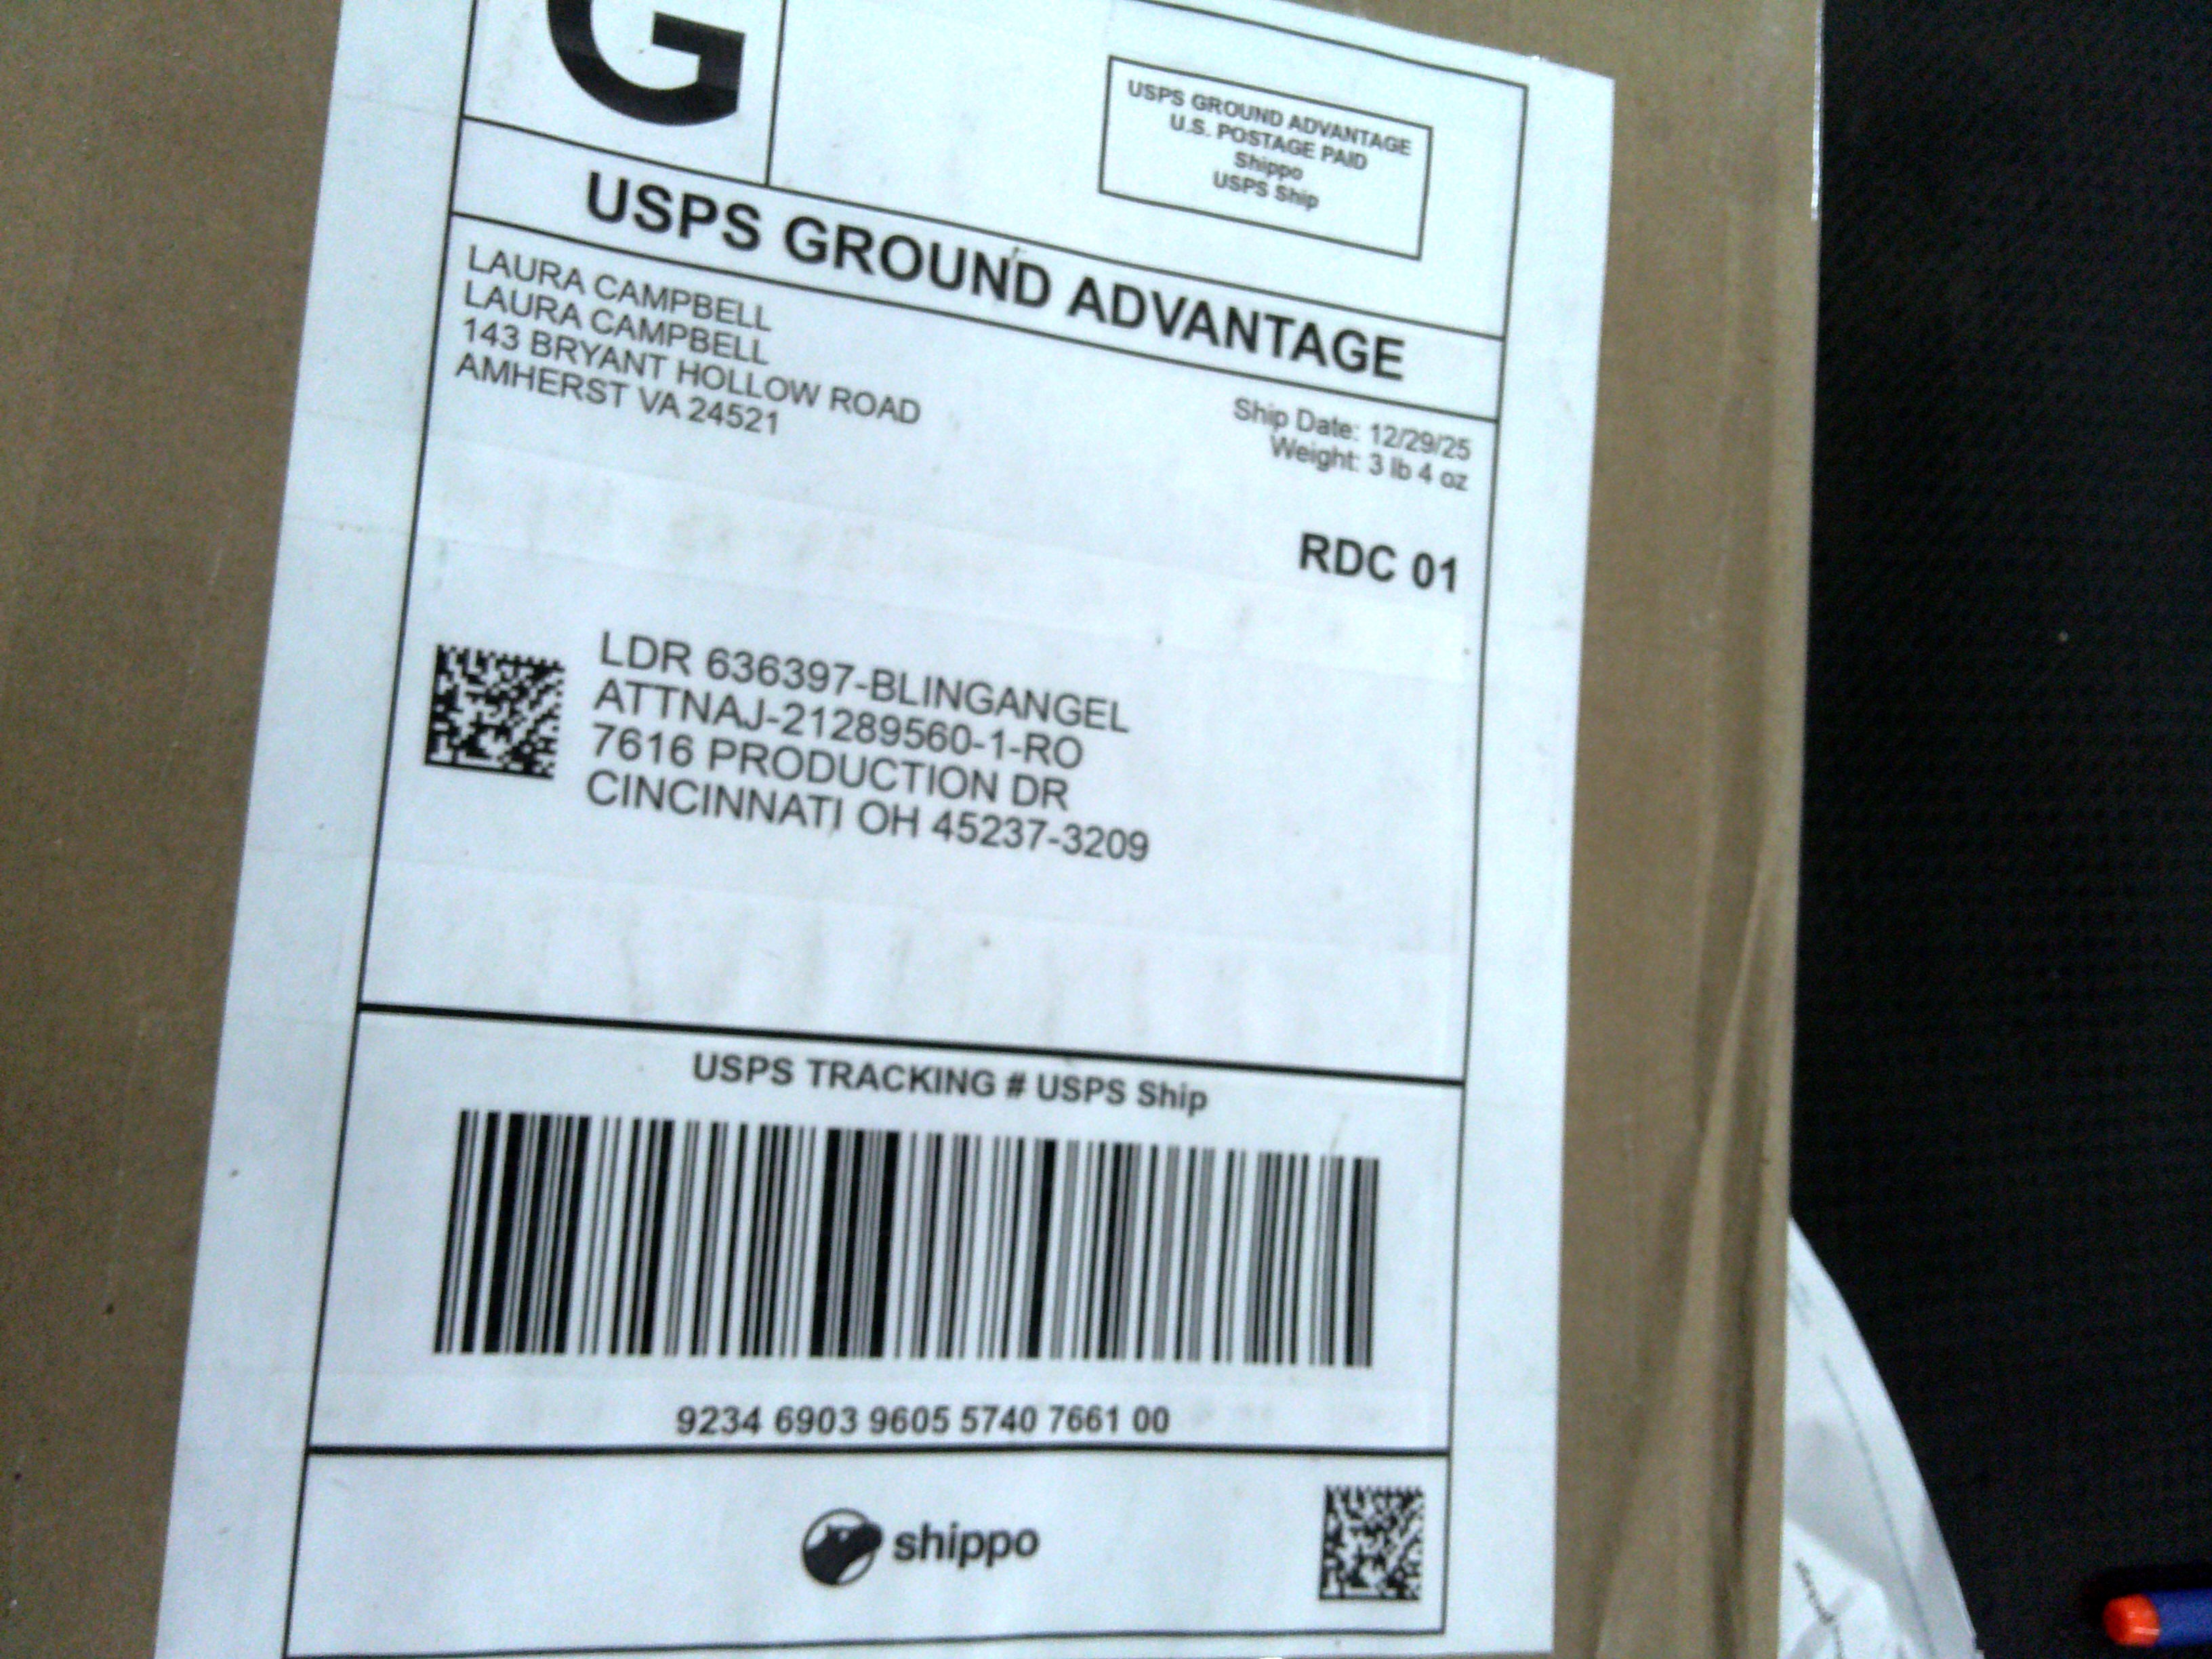 G
USPS GROUND ADVANTAGE
U.S. POSTAGE PAID
Shippo
USPS Ship
USPS GROUND ADVANTAGE
LAURA CAMPBELL
LAURA CAMPBELL
143 BRYANT HOLLOW ROAD
AMHERST VA 24521
Ship Date: 12/29/25
Weight: 3 lb 4 oz
RDC 01
LDR 636397-BLINGANGEL
ATTNAJ-21289560-1-RO
7616 PRODUCTION DR
CINCINNATI OH 45237-3209
USPS TRACKING # USPS Ship
9234 6903 9605 5740 7661 00
shippo